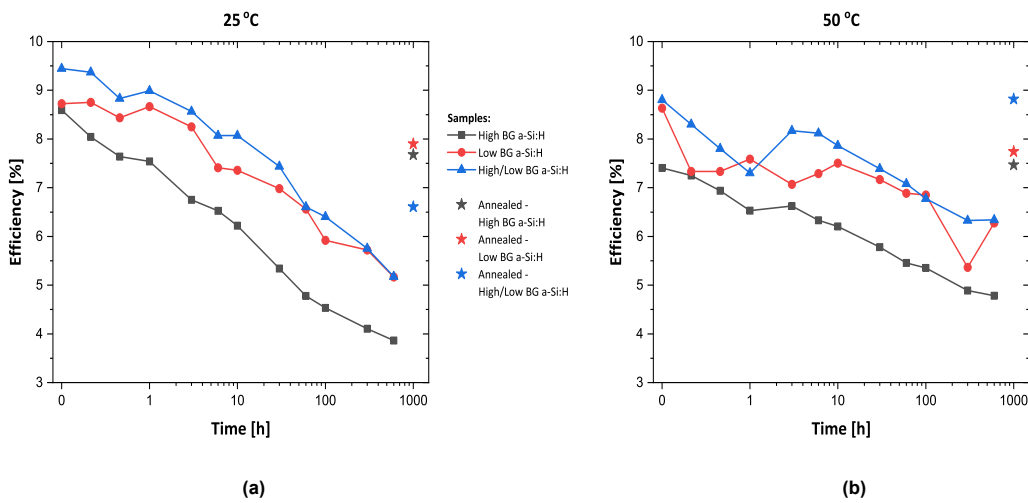 25 °C
10
9
8
7
6
5
4
3
Efficiency [%]
0
1
10
100
1000
Time [h]
(a)
Samples:
High BG a-Si:H
Low BG a-Si:H
High/Low BG a-Si:H
Annealed -
High BG a-Si:H
Annealed -
Low BG a-Si:H
Annealed -
High/Low BG a-Si:H
50 °C
10
9
8
7
6
5
4
3
Efficiency [%]
0
1
10
100
1000
Time [h]
(b)